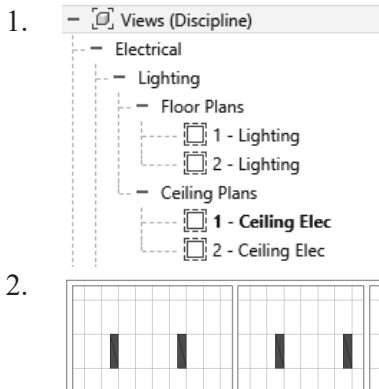 1.
Views (Discipline)
Electrical
Lighting
Floor Plans
1 - Lighting
2 - Lighting
Ceiling Plans
1 - Ceiling Elec
2 - Ceiling Elec
2.